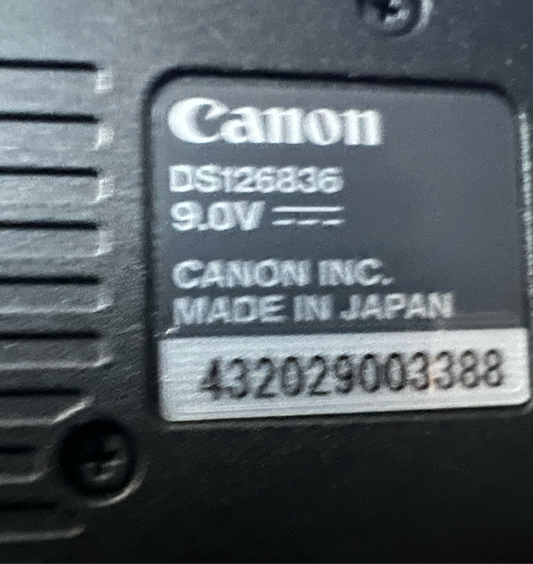 Canon
DS126836
9.0V
CANON INC.
MADE IN JAPAN
432029003388